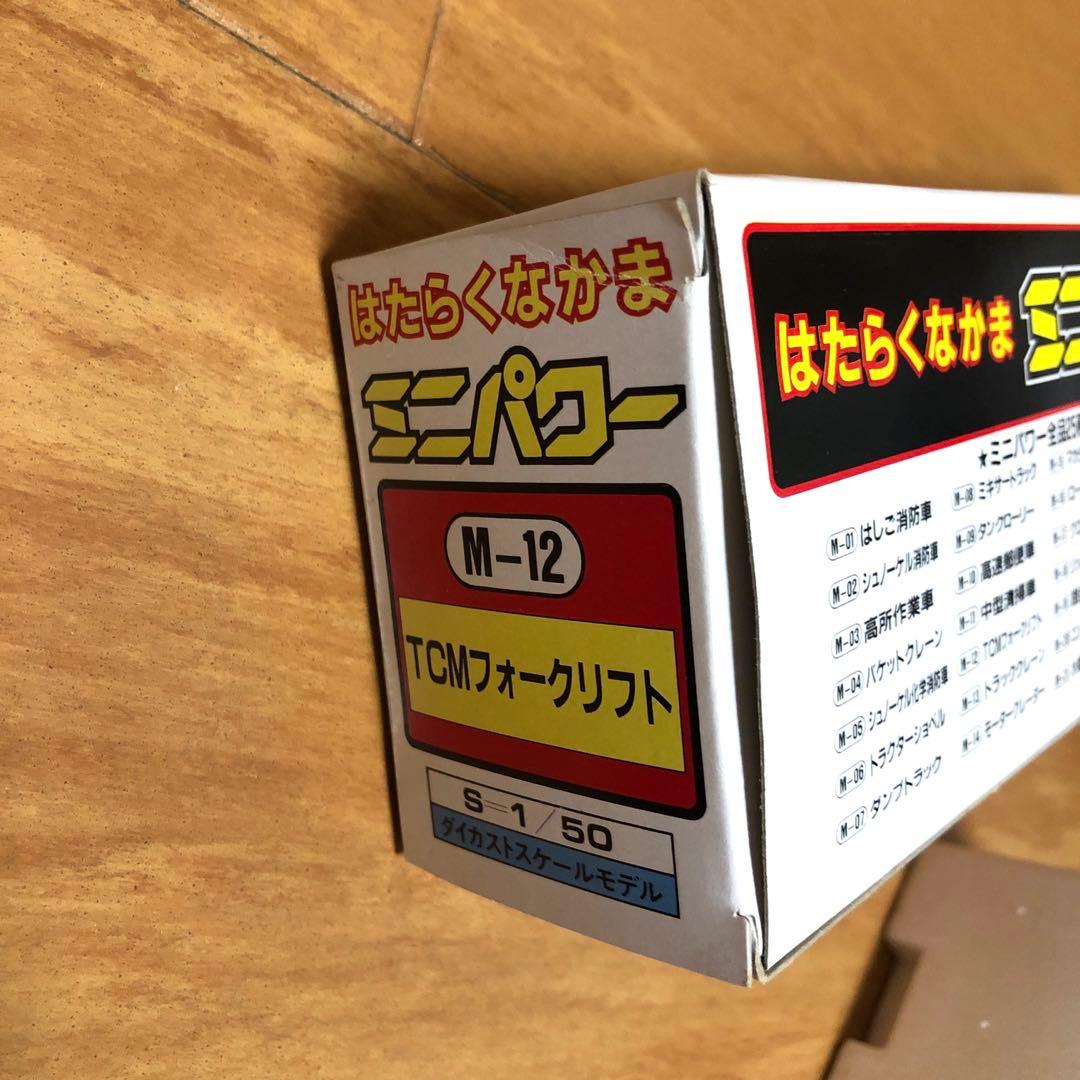 はたらくなかま
ミニパワー
M-12
TCMフォークリフト
S=1/50
ダイカストスケールモデル
はたらくなかま
ミニ
★ミニパワー全品25
M-01 はしご消防車
M-02 シュノーケル消防車
M-03 高所作業車
M-04 バケットクレーン
M-05 シュノーケル化学消防車
M-06 トラクターショベル
M-07 ダンプトラック
M-08 ミキサートラック
M-09 タンクローリー
M-10 高速郵便車
M-11 中型清掃車
M-12 TCMフォークリフト
M-13 トラッククレーン
M-14 モーターグレーダー